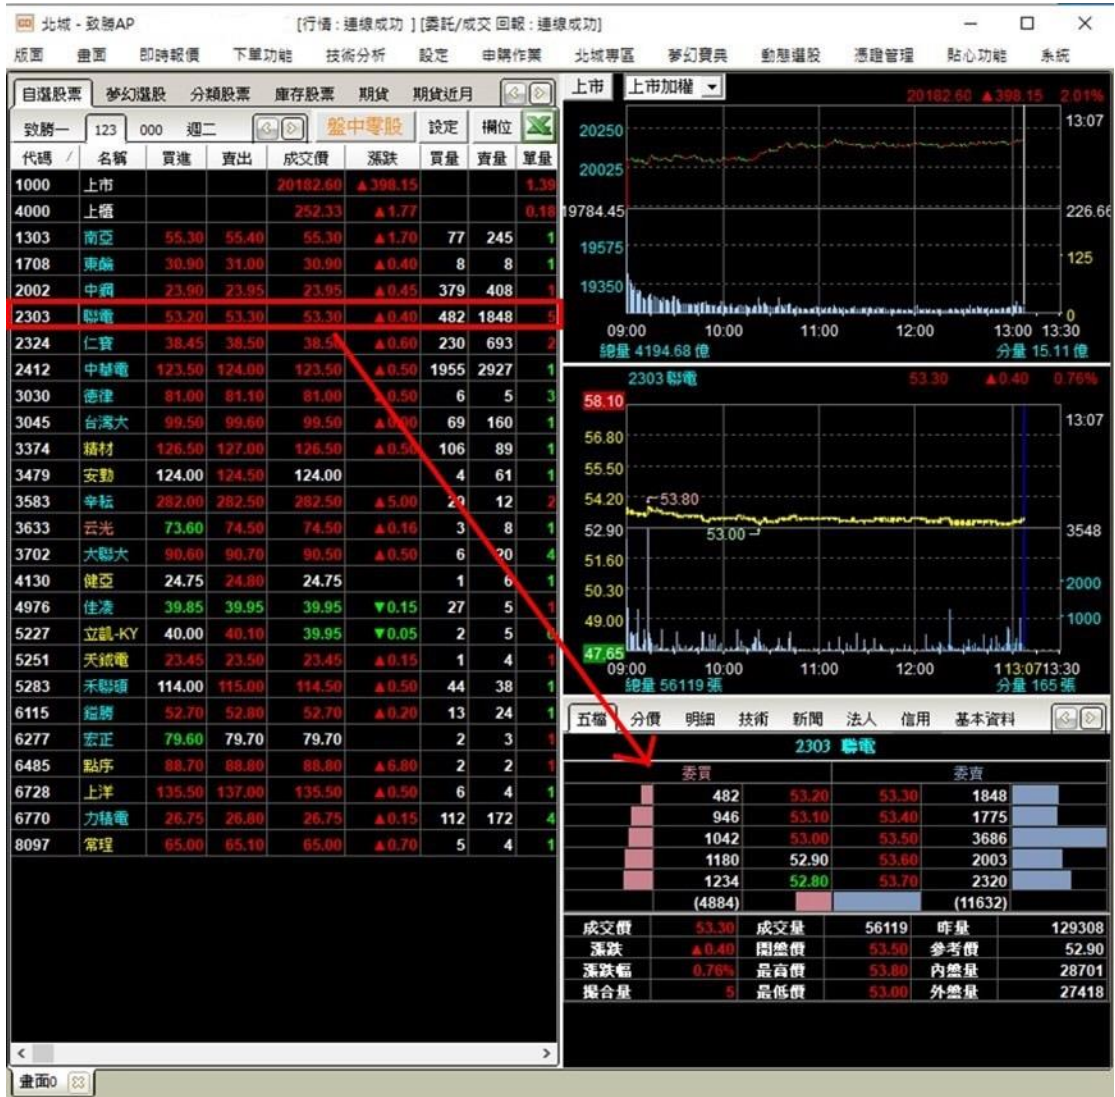 北城 - 致勝AP [行情 : 連線成功 ] [委託/成交 回報 : 連線成功]
版面 畫面 即時報價 下單功能 技術分析 設定 申購作業 北城專區 夢幻寶典 動態選股 憑證管理 貼心功能 系統
自選股票 夢幻選股 分類股票 庫存股票 期貨 期貨近月
致勝一 123 000 週二 盤中零股 設定 欄位
代碼 / 名稱 買進 賣出 成交價 漲跌 買量 賣量 單量
1000 上市 20182.60 ▲398.15 1.39
4000 上櫃 252.33 ▲1.77 0.18
1303 南亞 55.30 55.40 55.30 ▲1.70 77 245 1
1708 東鹼 30.90 31.00 30.90 ▲0.40 8 8 1
2002 中鋼 23.90 23.95 23.95 ▲0.45 379 408 1
2303 聯電 53.20 53.30 53.30 ▲0.40 482 1848 5
2324 仁寶 38.45 38.50 38.50 ▲0.60 230 693 2
2412 中華電 123.50 124.00 123.50 ▲0.50 1955 2927 1
3030 德律 81.00 81.10 81.00 0.50 6 5 3
3045 台灣大 99.50 99.60 99.50 69 160 1
3374 精材 126.50 127.00 126.50 ▲0.50 106 89 1
3479 安勤 124.00 124.50 124.00 4 61 1
3583 辛耘 282.00 282.50 282.50 ▲5.00 29 12 2
3633 云光 73.60 74.50 74.50 ▲0.16 3 8 1
3702 大聯大 90.60 90.70 90.50 ▲0.50 6 20 4
4130 健亞 24.75 24.80 24.75 1 6 1
4976 佳凌 39.85 39.95 39.95 ▼0.15 27 5 1
5227 立凱-KY 40.00 40.10 39.95 ▼0.05 2 5
5251 天鉞電 23.45 23.50 23.45 ▲0.15 1 4 1
5283 禾聯碩 114.00 115.00 114.50 ▲0.50 44 38 1
6115 鎰勝 52.70 52.80 52.70 ▲0.20 13 24 1
6277 宏正 79.60 79.70 79.70 2 3 1
6485 點序 88.70 88.80 88.80 ▲6.80 2 2 1
6728 上洋 135.50 137.00 135.50 ▲0.50 6 4 1
6770 力積電 26.75 26.80 26.75 ▲0.15 112 172 4
8097 常珵 65.00 65.10 65.00 ▲0.70 5 4 1
畫面0
上市 上市加權
20182.60 ▲398.15 2.01%
13:07
20250
20025
19784.45 226.66
19575
125
19350
0
09:00 10:00 11:00 12:00 13:00 13:30
總量 4194.68 億 分量 15.11 億
2303 聯電 53.30 ▲0.40 0.76%
58.10
13:07
56.80
55.50
54.20 53.80
52.90 53.00 3548
51.60
50.30 2000
49.00 1000
47.65
09:00 10:00 11:00 12:00 113:0713:30
總量 56119 張 分量 165 張
五檔 分價 明細 技術 新聞 法人 信用 基本資料
2303 聯電
委買 委賣
482 53.20 53.30 1848
946 53.10 53.40 1775
1042 53.00 53.50 3686
1180 52.90 53.60 2003
1234 52.80 53.70 2320
(4884) (11632)
成交價 53.30 成交量 56119 昨量 129308
漲跌 ▲0.40 開盤價 53.50 參考價 52.90
漲跌幅 0.76% 最高價 53.80 內盤量 28701
撮合量 5 最低價 53.00 外盤量 27418